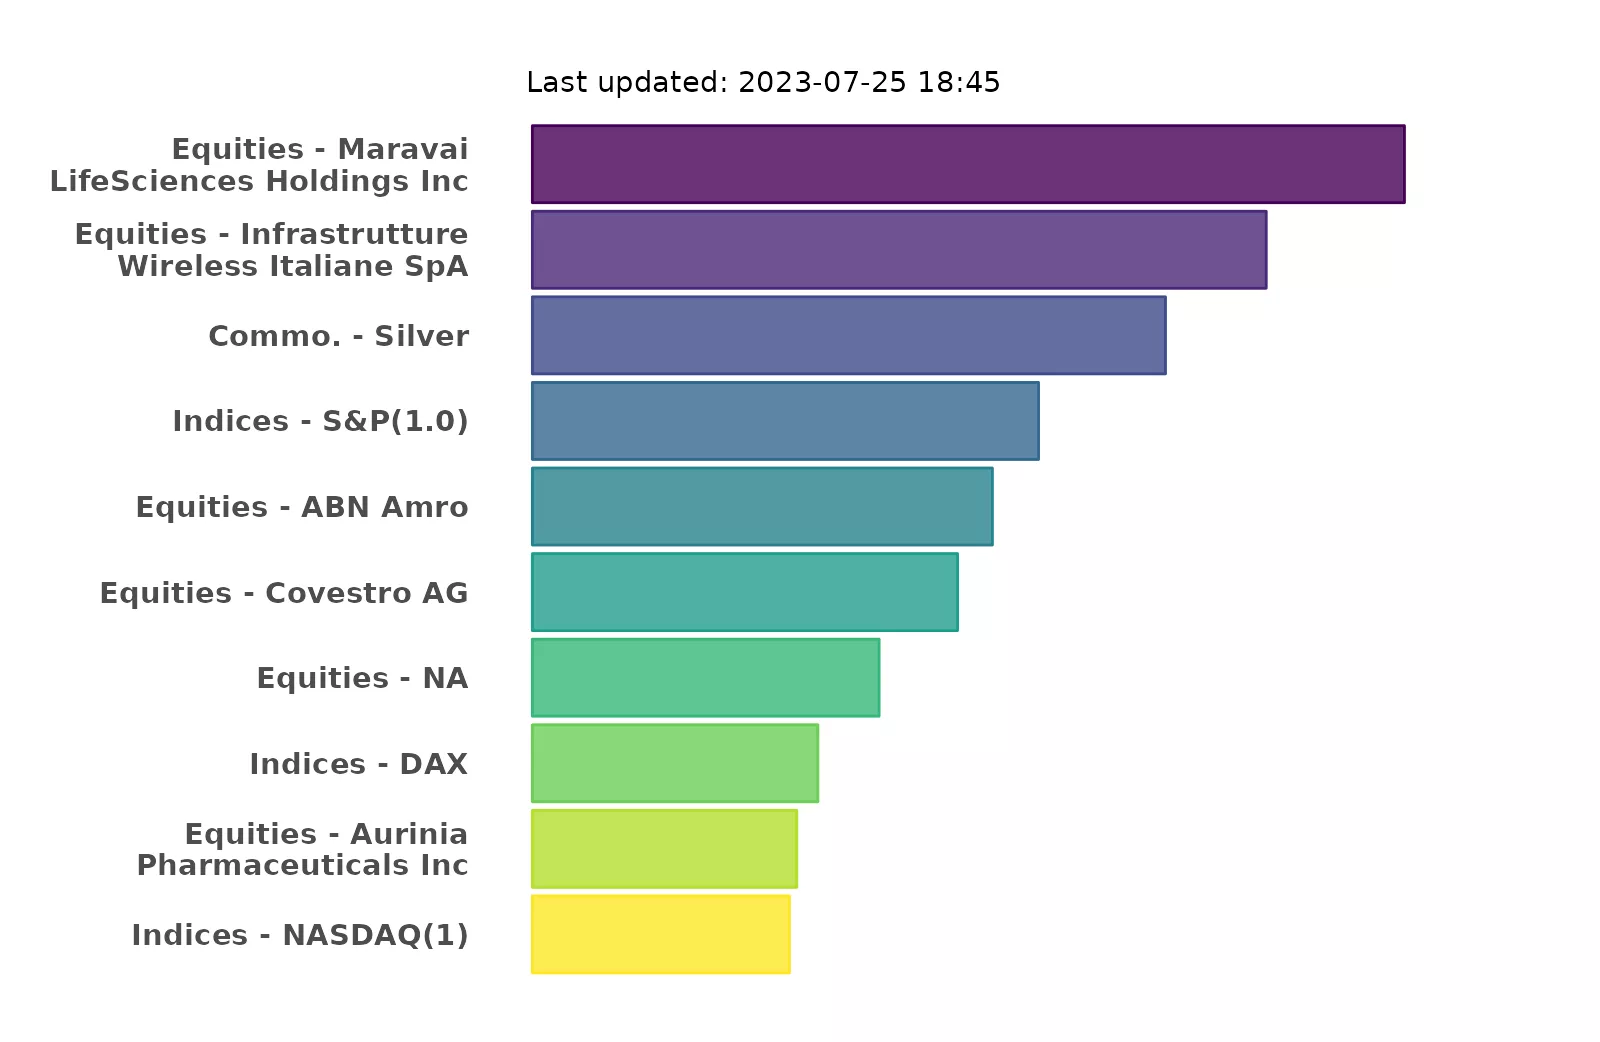 Last updated: 2023-07-25 18:45
Equities - Maravai
LifeSciences Holdings Inc
Equities - Infrastrutture
Wireless Italiane SpA
Commo. - Silver
Indices - S&P(1.0)
Equities - ABN Amro
Equities - Covestro AG
Equities - NA
Indices - DAX
Equities - Aurinia
Pharmaceuticals Inc
Indices - NASDAQ(1)